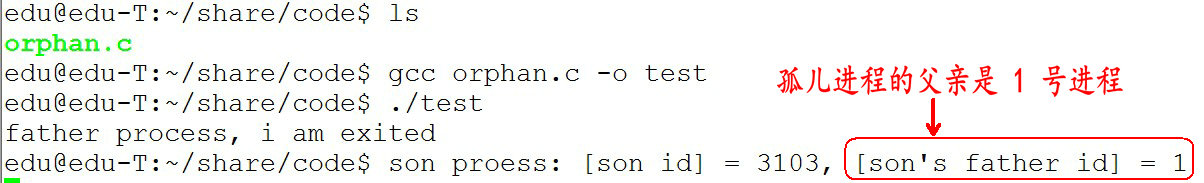 edu@edu-T:~/share/code$ ls
orphan.c
edu@edu-T:~/share/code$ gcc orphan.c -o test
孤儿进程的父亲是 1 号进程
edu@edu-T:~/share/code$ ./test
father process, i am exited
edu@edu-T:~/share/code$ son proess: [son id] = 3103, [son's father id] = 1